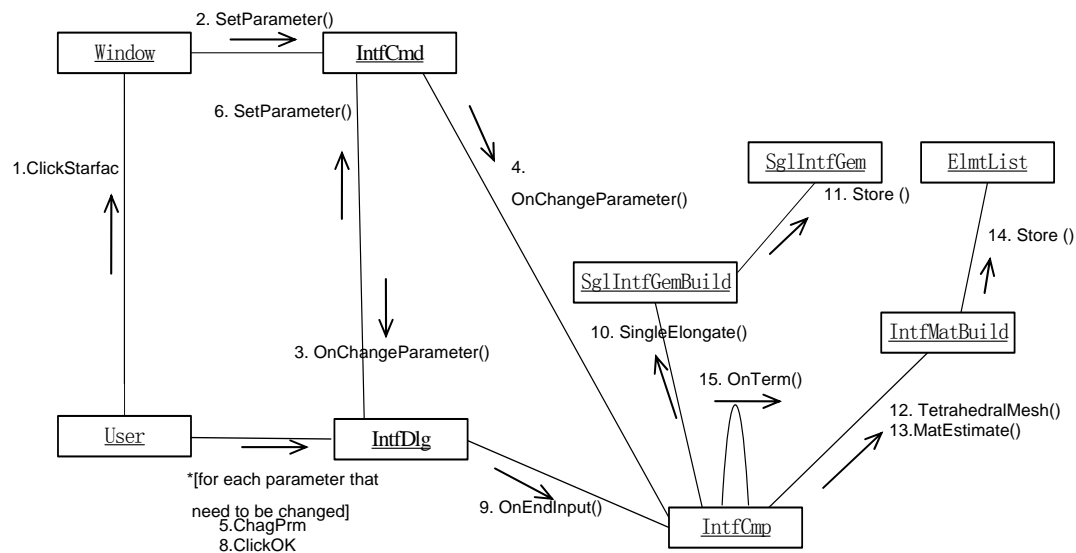 2. SetParameter()
Window
IntfCmd
6. SetParameter()
1.ClickStarfac
4.
OnChangeParameter()
SglIntfGem
ElmtList
11. Store ()
14. Store ()
SglIntfGemBuild
IntfMatBuild
10. SingleElongate()
3. OnChangeParameter()
15. OnTerm()
12. TetrahedralMesh()
13.MatEstimate()
User
IntfDlg
*[for each parameter that
need to be changed]
5.ChagPrm
8.ClickOK
9. OnEndInput()
IntfCmp